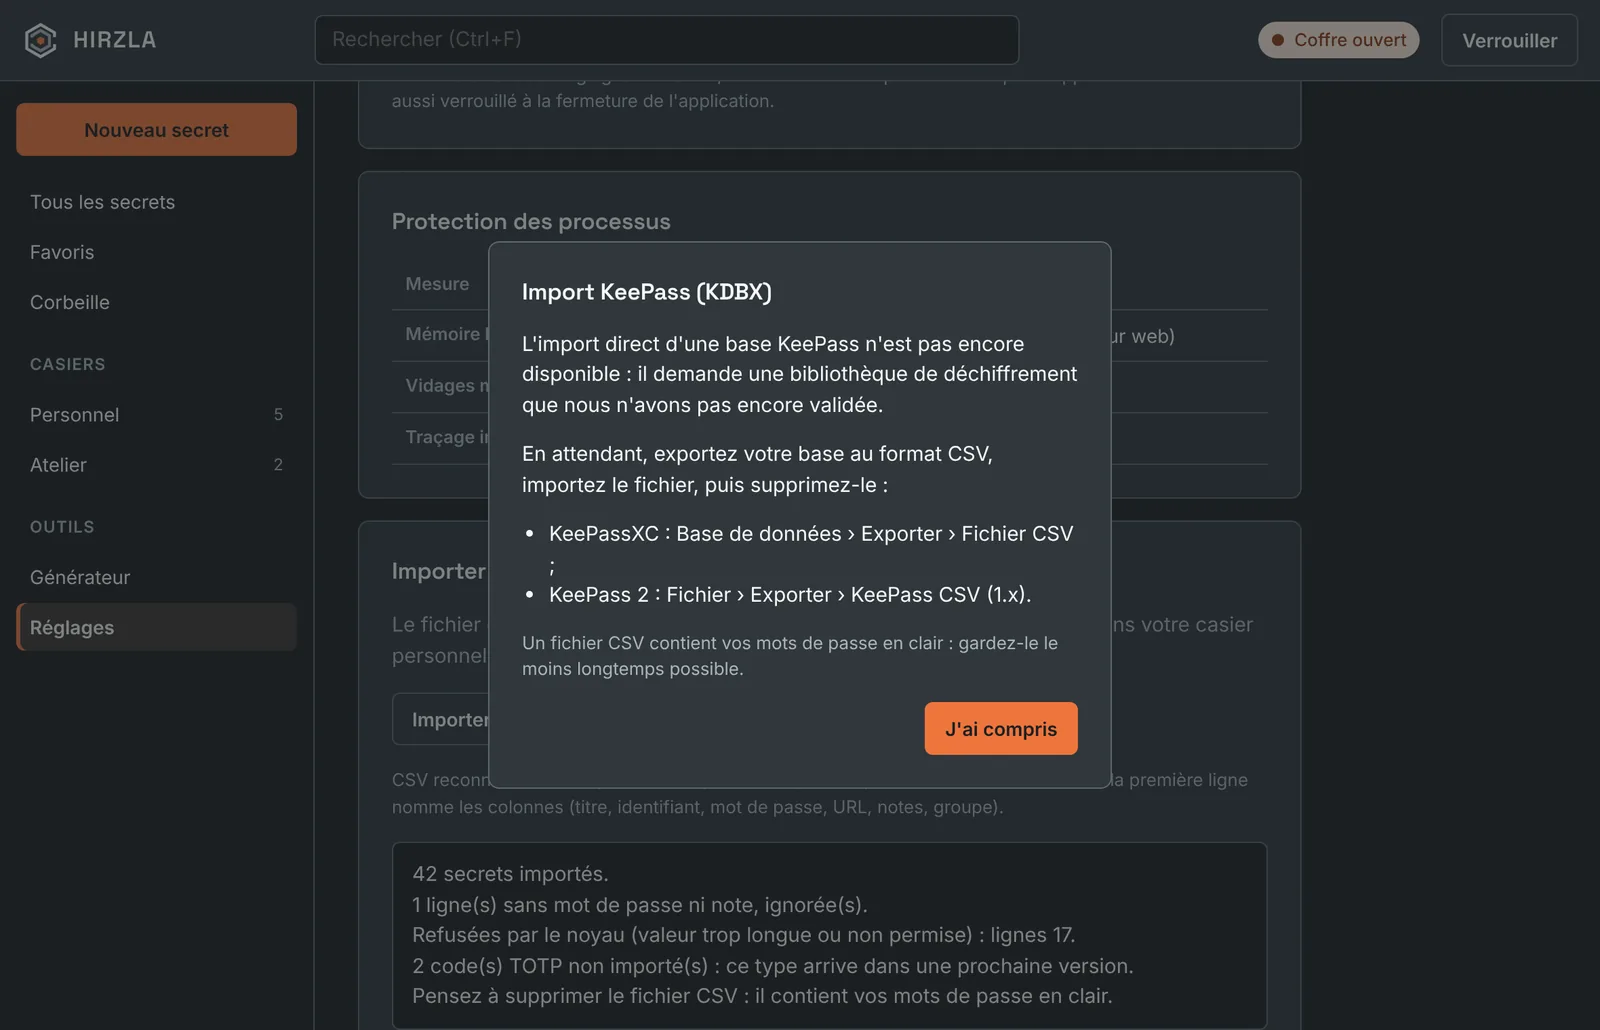 HIRZLA
Rechercher (Ctrl+F)
Coffre ouvert
Verrouiller
Nouveau secret
Tous les secrets
Favoris
Corbeille
CASIERS
Personnel 5
Atelier 2
OUTILS
Générateur
Réglages
aussi verrouillé à la fermeture de l'application.
Protection des processus
Mesure
Mémoire
ur web)
Vidages
Traçage
Import KeePass (KDBX)
L'import direct d'une base KeePass n'est pas encore
disponible : il demande une bibliothèque de déchiffrement
que nous n'avons pas encore validée.
En attendant, exportez votre base au format CSV,
importez le fichier, puis supprimez-le :
• KeePassXC : Base de données › Exporter › Fichier CSV
;
• KeePass 2 : Fichier › Exporter › KeePass CSV (1.x).
Un fichier CSV contient vos mots de passe en clair : gardez-le le
moins longtemps possible.
J'ai compris
Importer
Le fichier
ns votre casier
personnel
Importer
CSV reconn
la première ligne
nomme les colonnes (titre, identifiant, mot de passe, URL, notes, groupe).
42 secrets importés.
1 ligne(s) sans mot de passe ni note, ignorée(s).
Refusées par le noyau (valeur trop longue ou non permise) : lignes 17.
2 code(s) TOTP non importé(s) : ce type arrive dans une prochaine version.
Pensez à supprimer le fichier CSV : il contient vos mots de passe en clair.